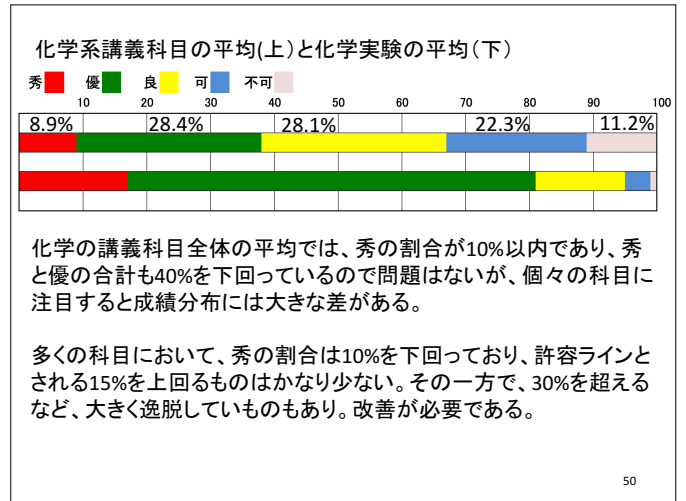 化学系講義科目の平均(上)と化学実験の平均(下)
秀 優 良 可 不可
10 20 30 40 50 60 70 80 90 100
8.9% 28.4% 28.1% 22.3% 11.2%
化学の講義科目全体の平均では、秀の割合が10%以内であり、秀
と優の合計も40%を下回っているので問題はないが、個々の科目に
注目すると成績分布には大きな差がある。
多くの科目において、秀の割合は10%を下回っており、許容ラインと
される15%を上回るものはかなり少ない。その一方で、30%を超える
など、大きく逸脱していものもあり。改善が必要である。
50